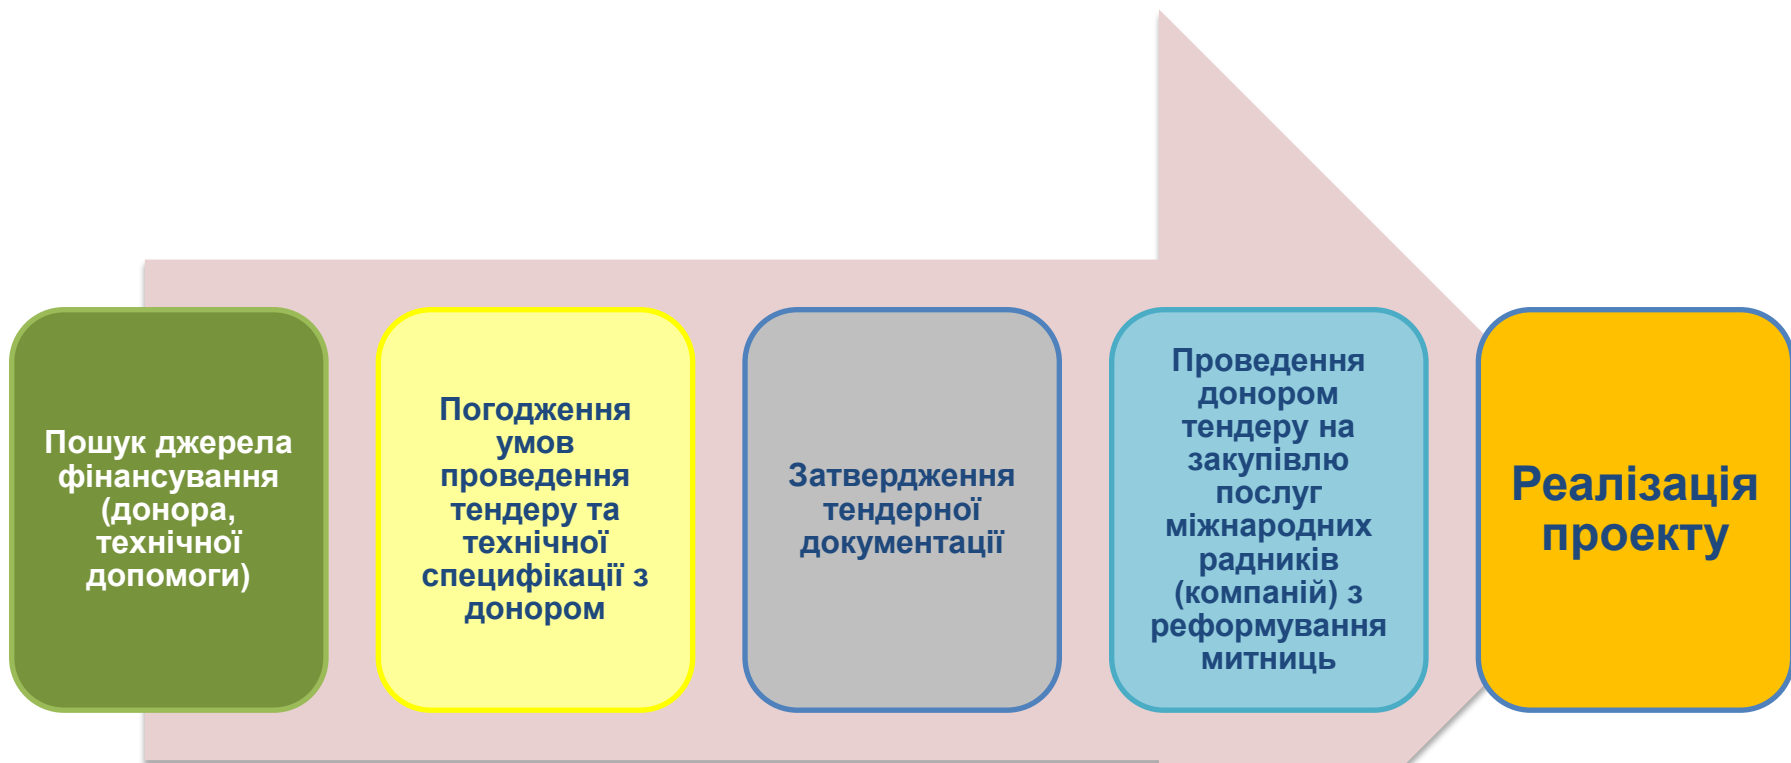 Пошук джерела
фінансування
(донора,
технічної
допомоги)
Погодження
умов
проведення
тендеру та
технічної
специфікації з
донором
Затвердження
тендерної
документації
Проведення
донором
тендеру на
закупівлю
послуг
міжнародних
радників
(компаній) з
реформування
митниць
Реалізація
проекту